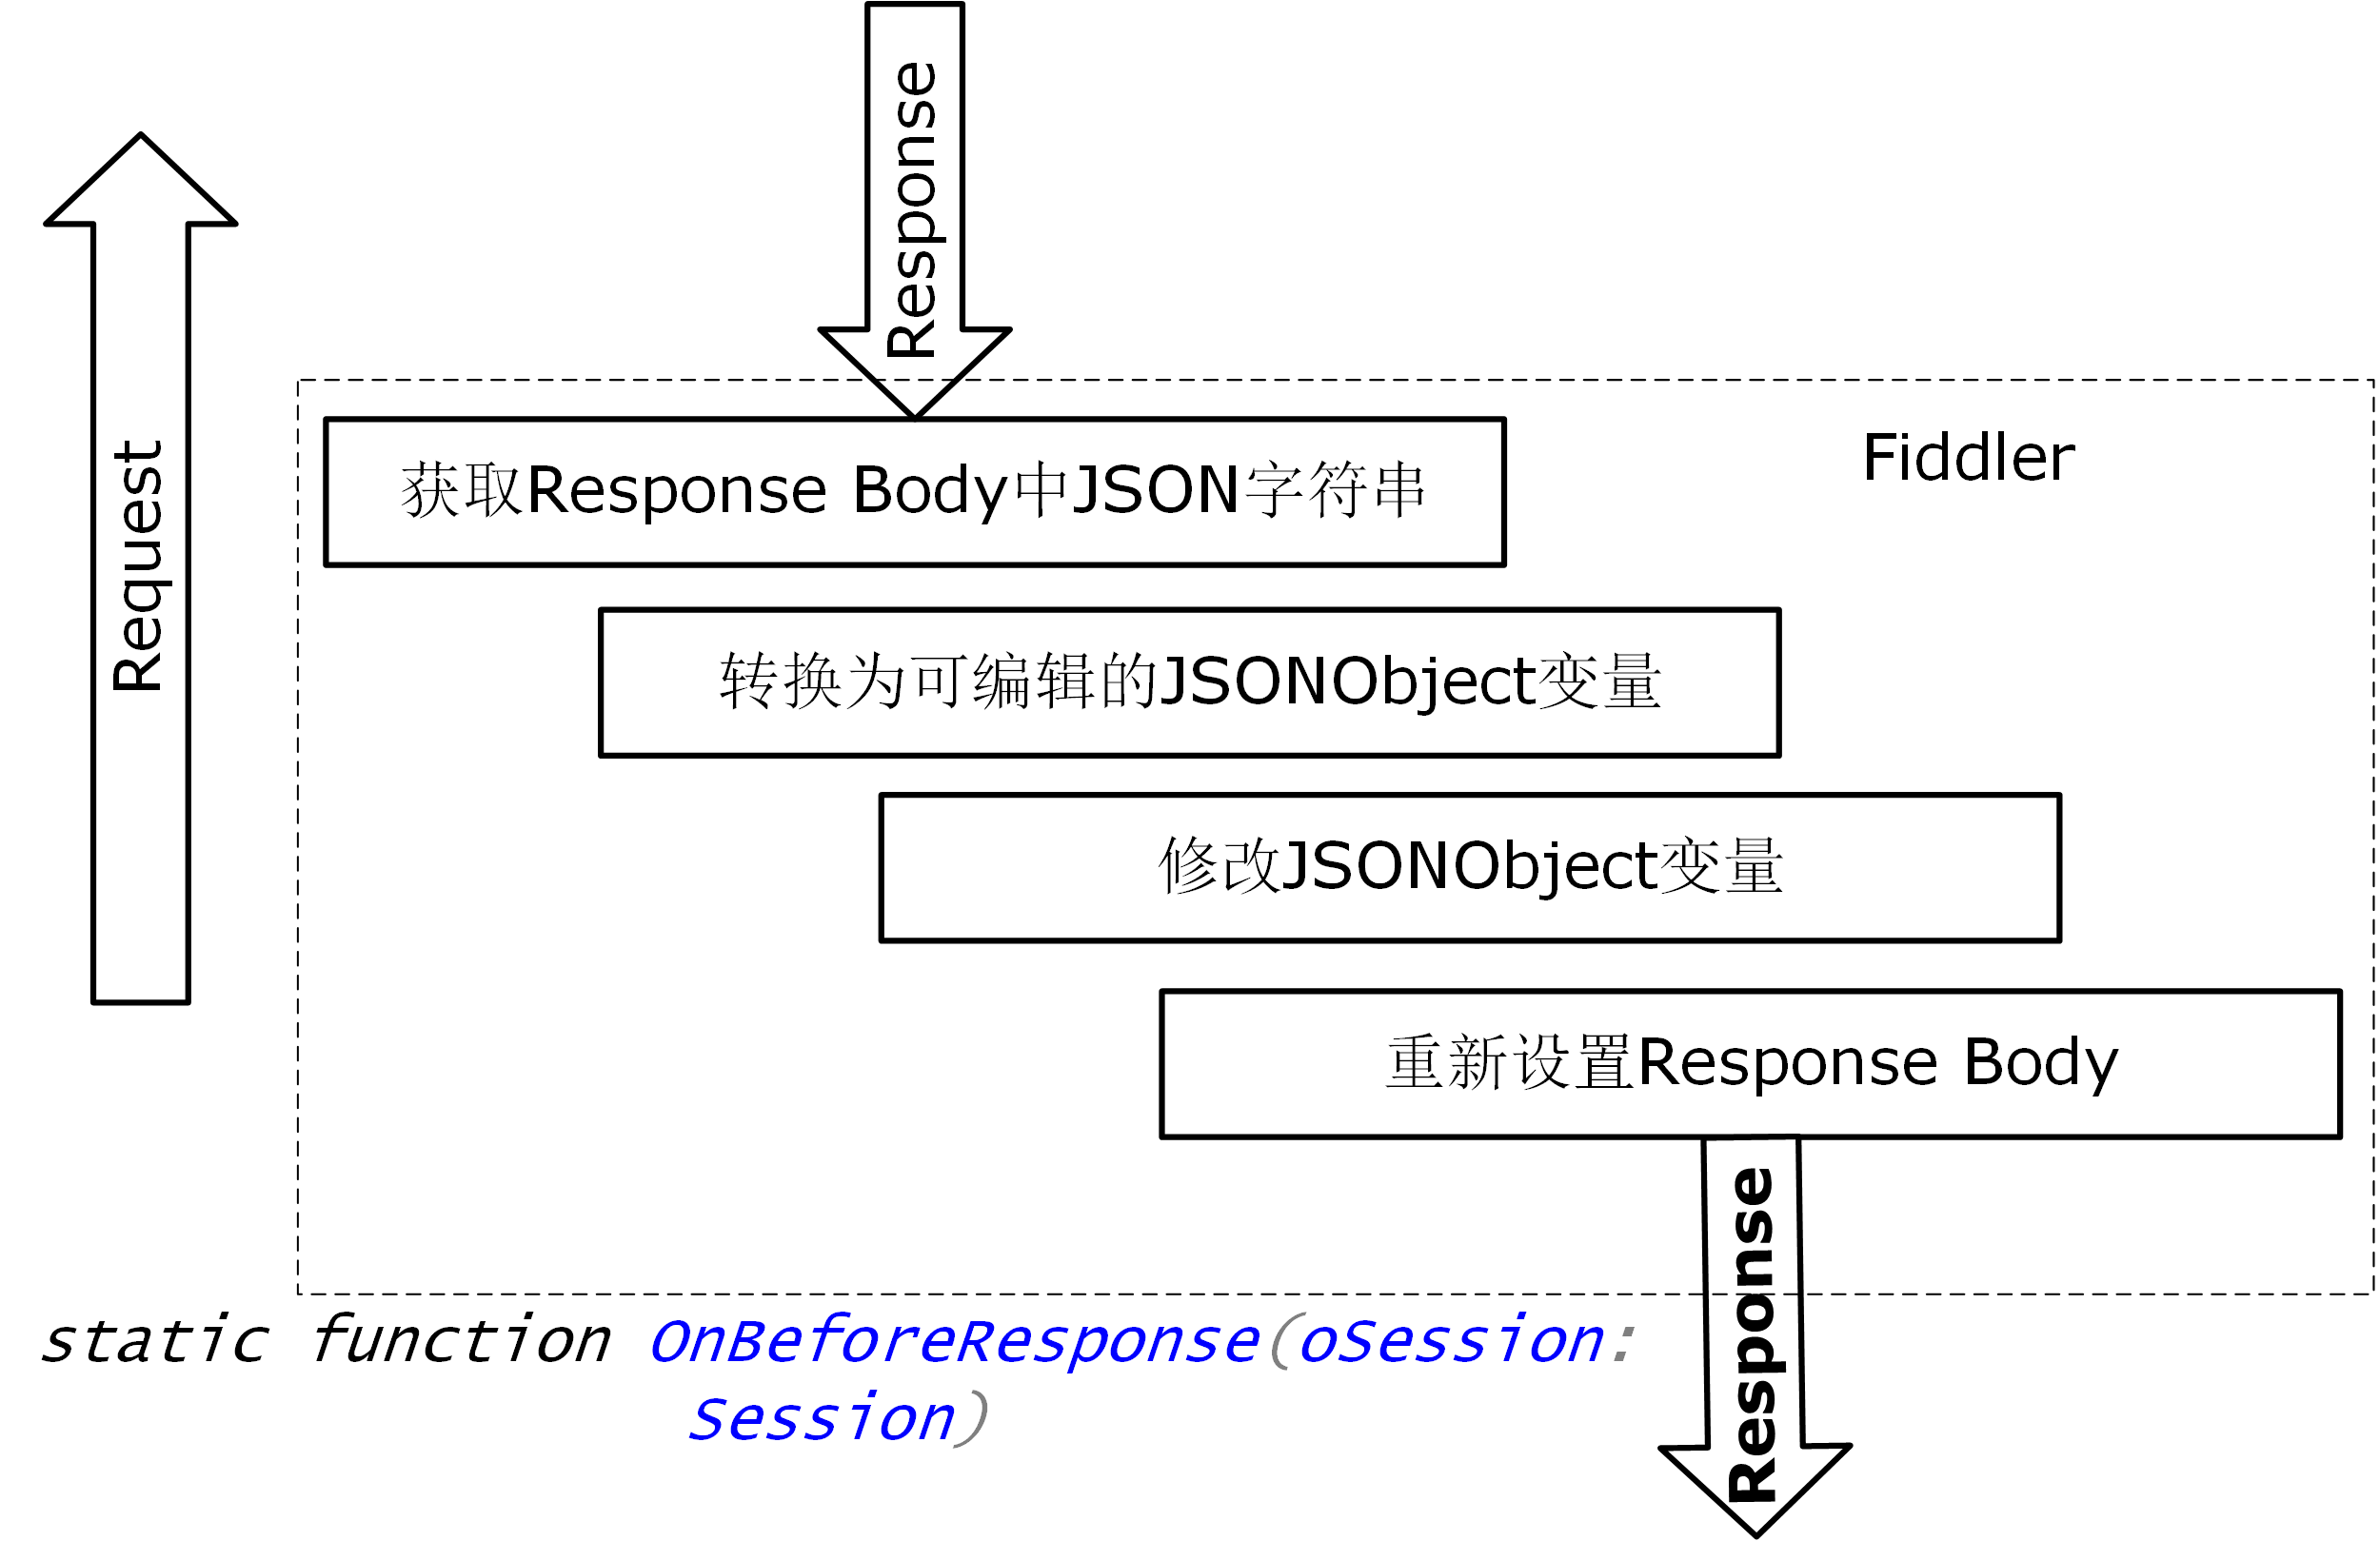 Response
Request
Fiddler
获取Response Body中JSON字符串
转换为可编辑的JSONObject变量
修改JSONObject变量
重新设置Response Body
Response
static function OnBeforeResponse(oSession:
Session)